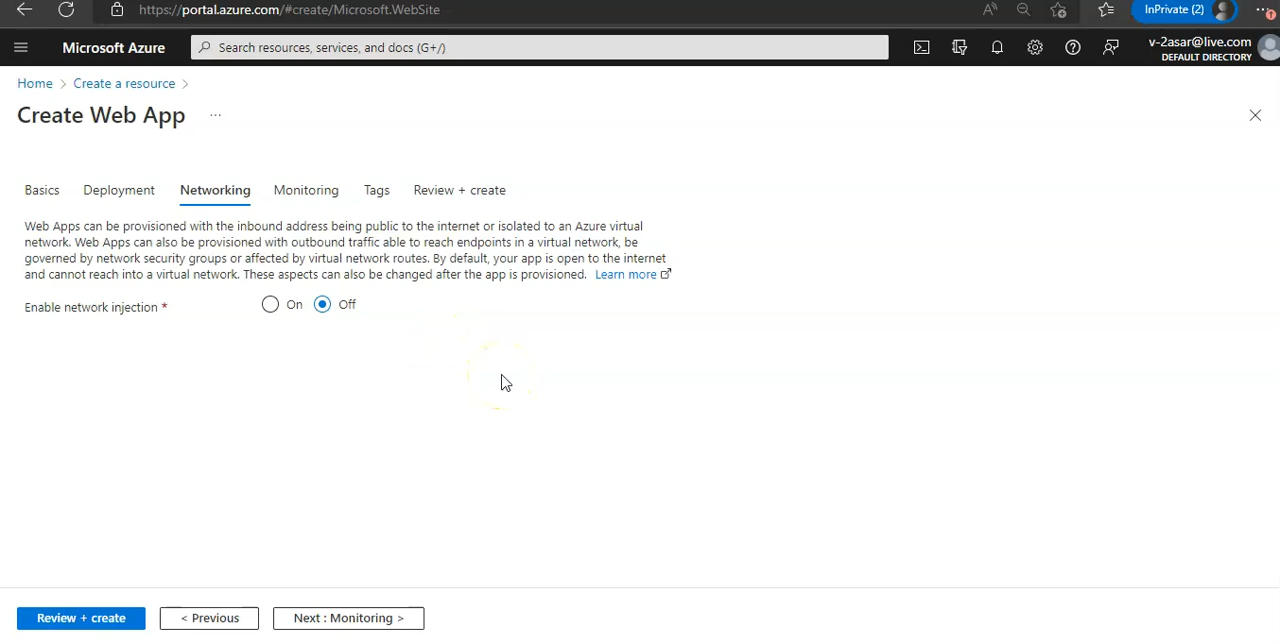 https://portal.azure.com/#create/Microsoft.WebSite
InPrivate (2)
Microsoft Azure
Search resources, services, and docs (G+/)
v-2asar@live.com
DEFAULT DIRECTORY
Home > Create a resource >
Create Web App ...
Basics Deployment Networking Monitoring Tags Review + create
Web Apps can be provisioned with the inbound address being public to the internet or isolated to an Azure virtual
network. Web Apps can also be provisioned with outbound traffic able to reach endpoints in a virtual network, be
governed by network security groups or affected by virtual network routes. By default, your app is open to the internet
and cannot reach into a virtual network. These aspects can also be changed after the app is provisioned. Learn more
Enable network injection * On Off
Review + create < Previous Next : Monitoring >